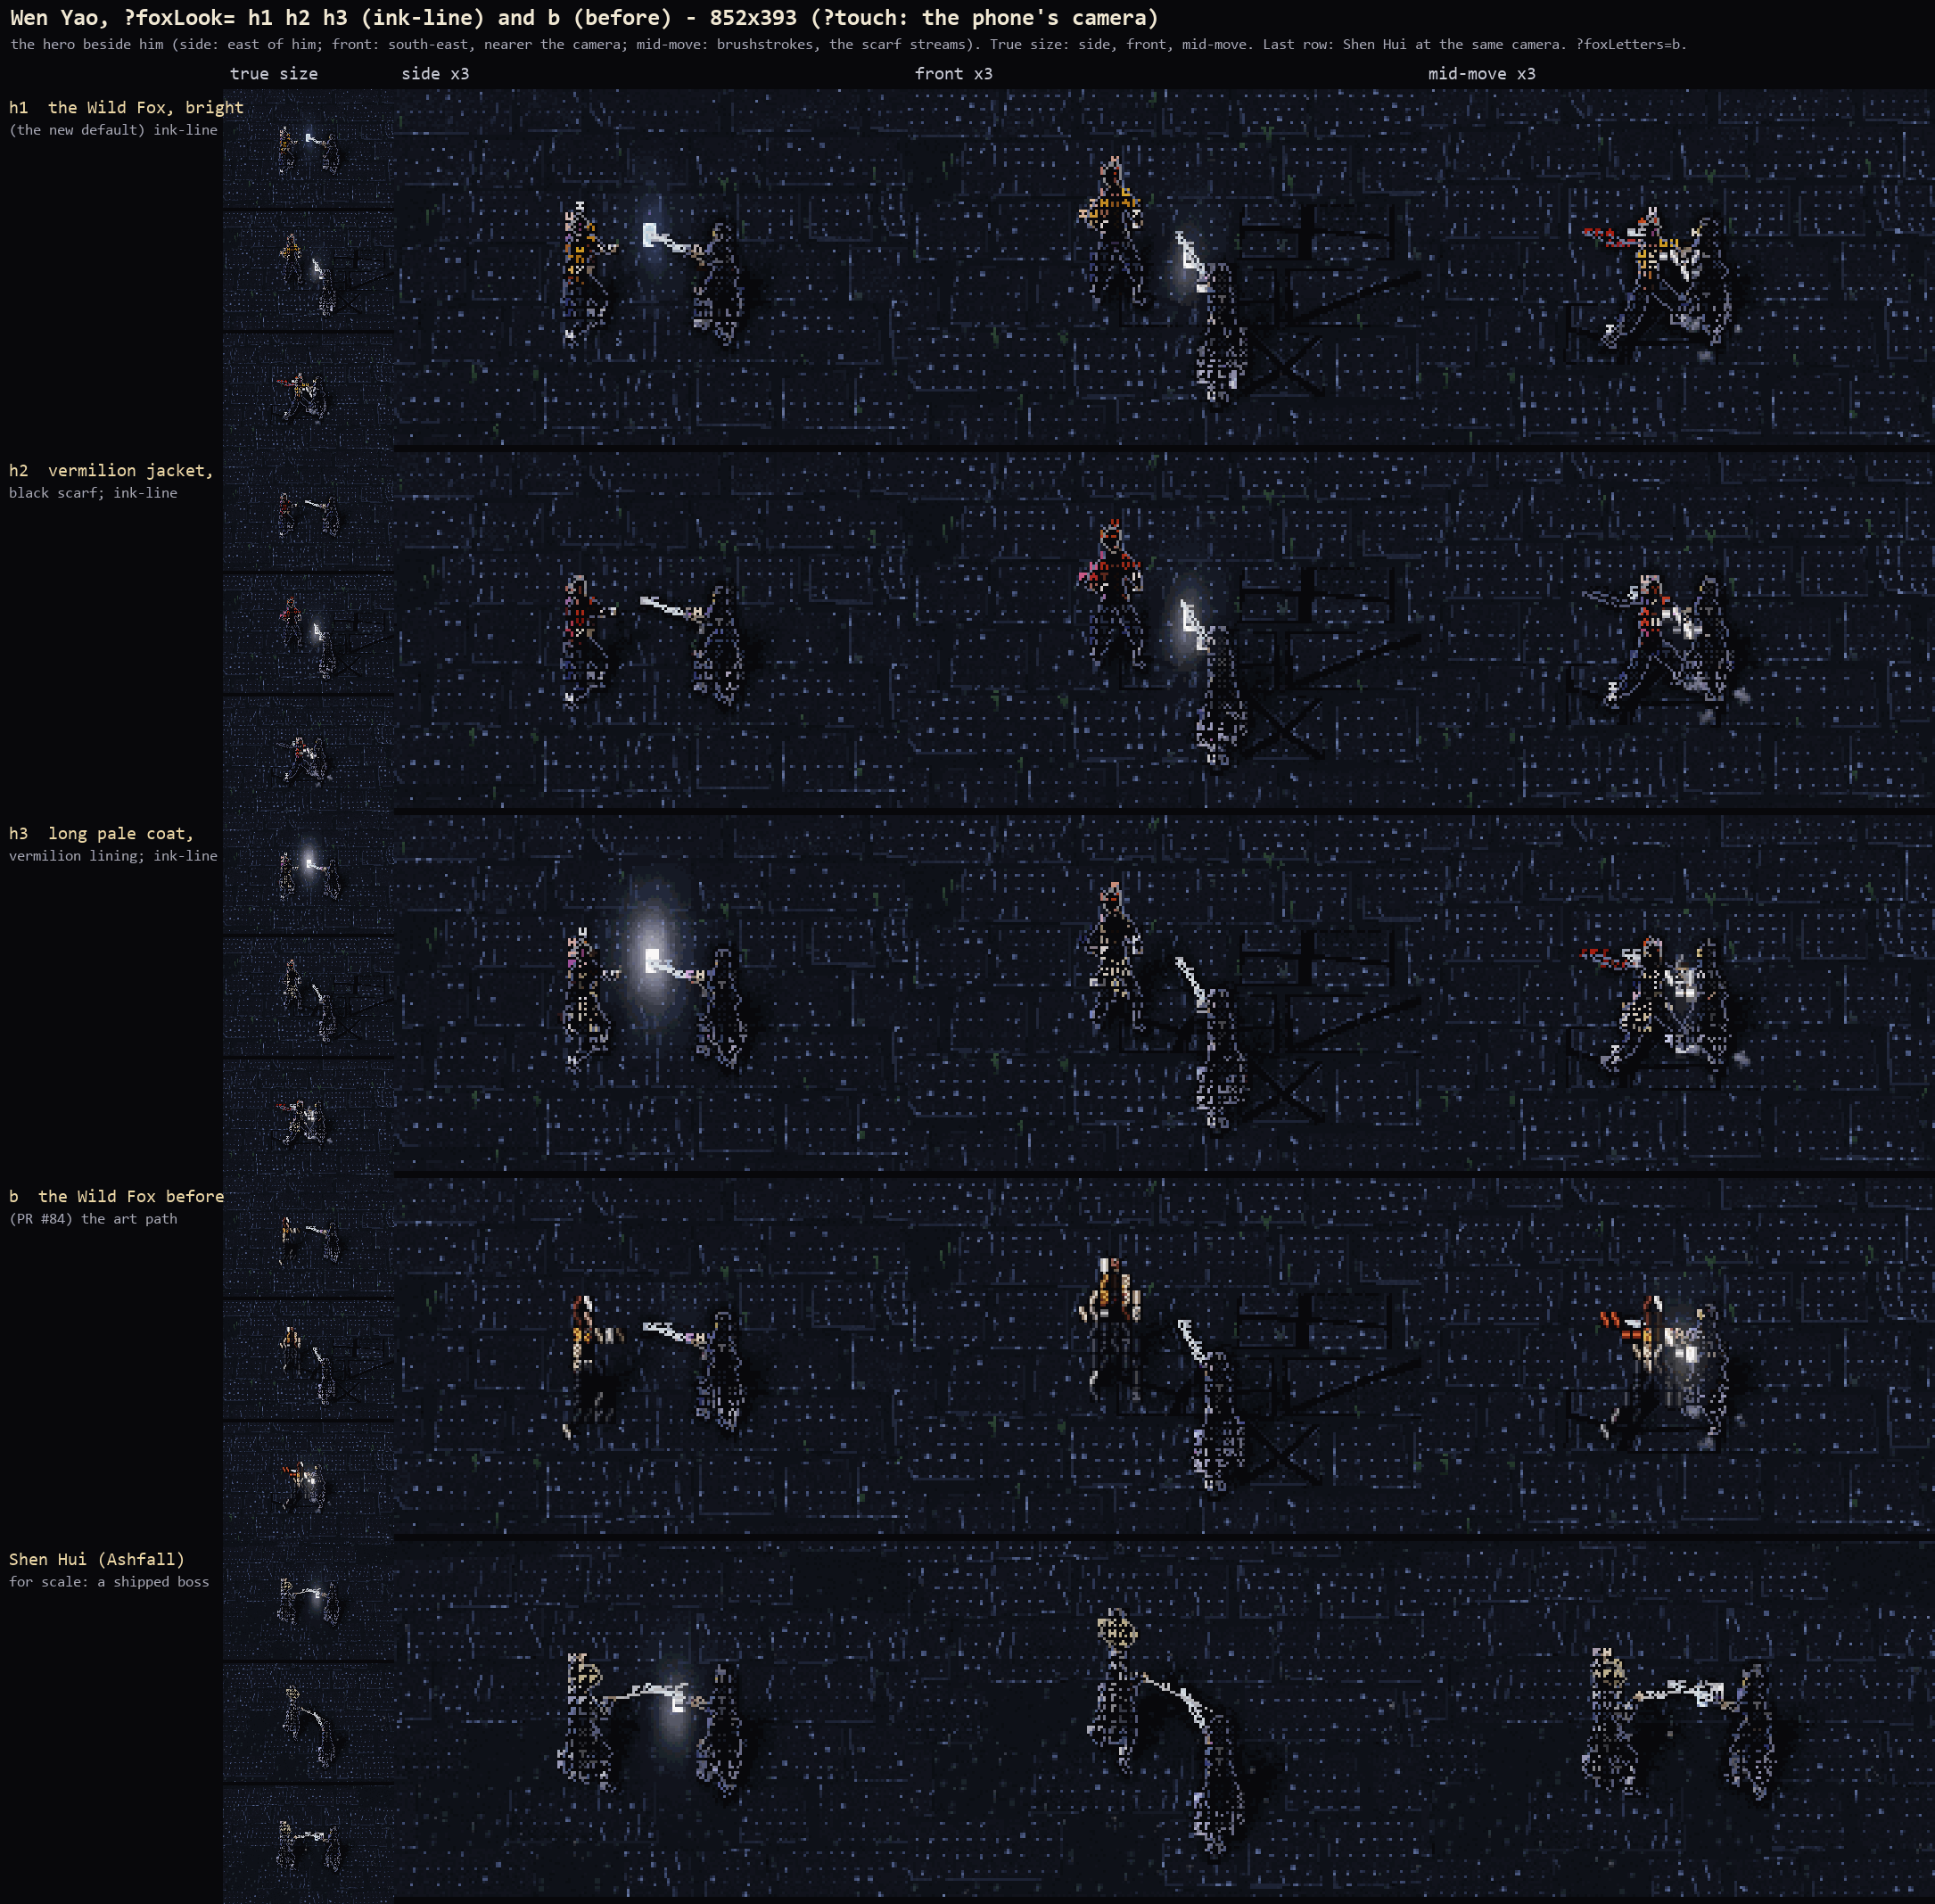 Wen Yao, ?foxLook= h1 h2 h3 (ink-line) and b (before) - 852x393 (?touch: the phone's camera)
the hero beside him (side: east of him; front: south-east, nearer the camera; mid-move: brushstrokes, the scarf streams). True size: side, front, mid-move. Last row: Shen Hui at the same camera. ?foxLetters=b.
true size side x3 front x3 mid-move x3
h1 the Wild Fox, bright
(the new default) ink-line
h2 vermilion jacket,
black scarf; ink-line
h3 long pale coat,
vermilion lining; ink-line
b the Wild Fox before
(PR #84) the art path
Shen Hui (Ashfall)
for scale: a shipped boss